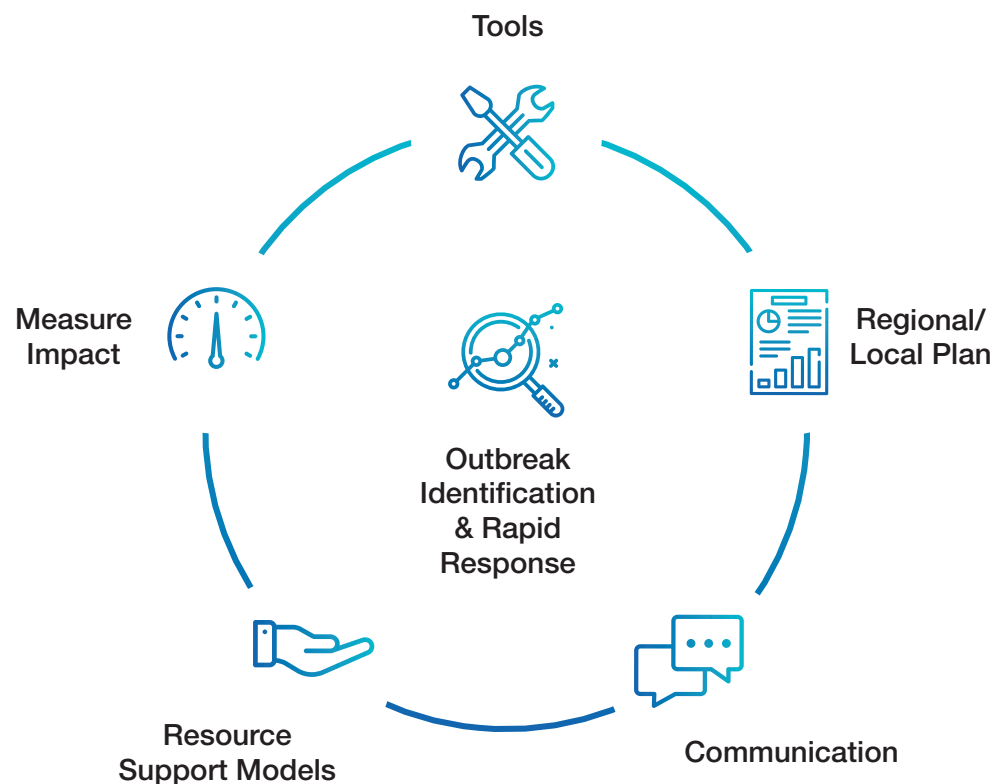 Tools
Measure
Impact
Regional/
Local Plan
Outbreak
Identification
& Rapid
Response
Resource
Support Models
Communication